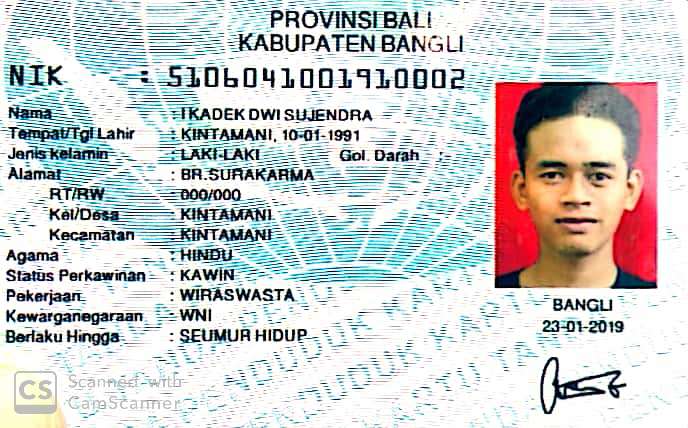 PROVINSI BALI
KABUPATEN BANGLI
NIK : 5106041001910002
Nama : I KADEK DWI SUJENDRA
Tempat/Tgl Lahir : KINTAMANI, 10-01-1991
Jenis kelamin : LAKI-LAKI Gol. Darah :-
Alamat : BR.SURAKARMA
RT/RW : 000/000
Kel/Desa : KINTAMANI
Kecamatan : KINTAMANI
Agama : HINDU
Status Perkawinan : KAWIN
Pekerjaan : WIRASWASTA
Kewarganegaraan : WNI
Berlaku Hingga : SEUMUR HIDUP
BANGLI
23-01-2019
CS Scanned with
CamScanner